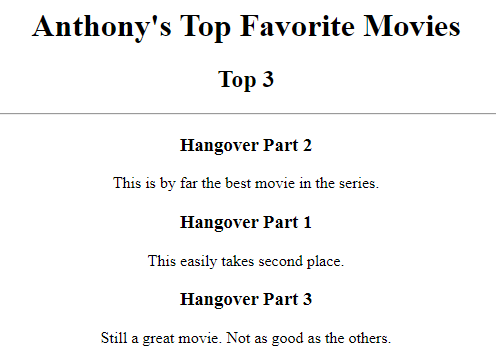 Anthony's Top Favorite Movies
Top 3
Hangover Part 2
This is by far the best movie in the series.
Hangover Part 1
This easily takes second place.
Hangover Part 3
Still a great movie. Not as good as the others.